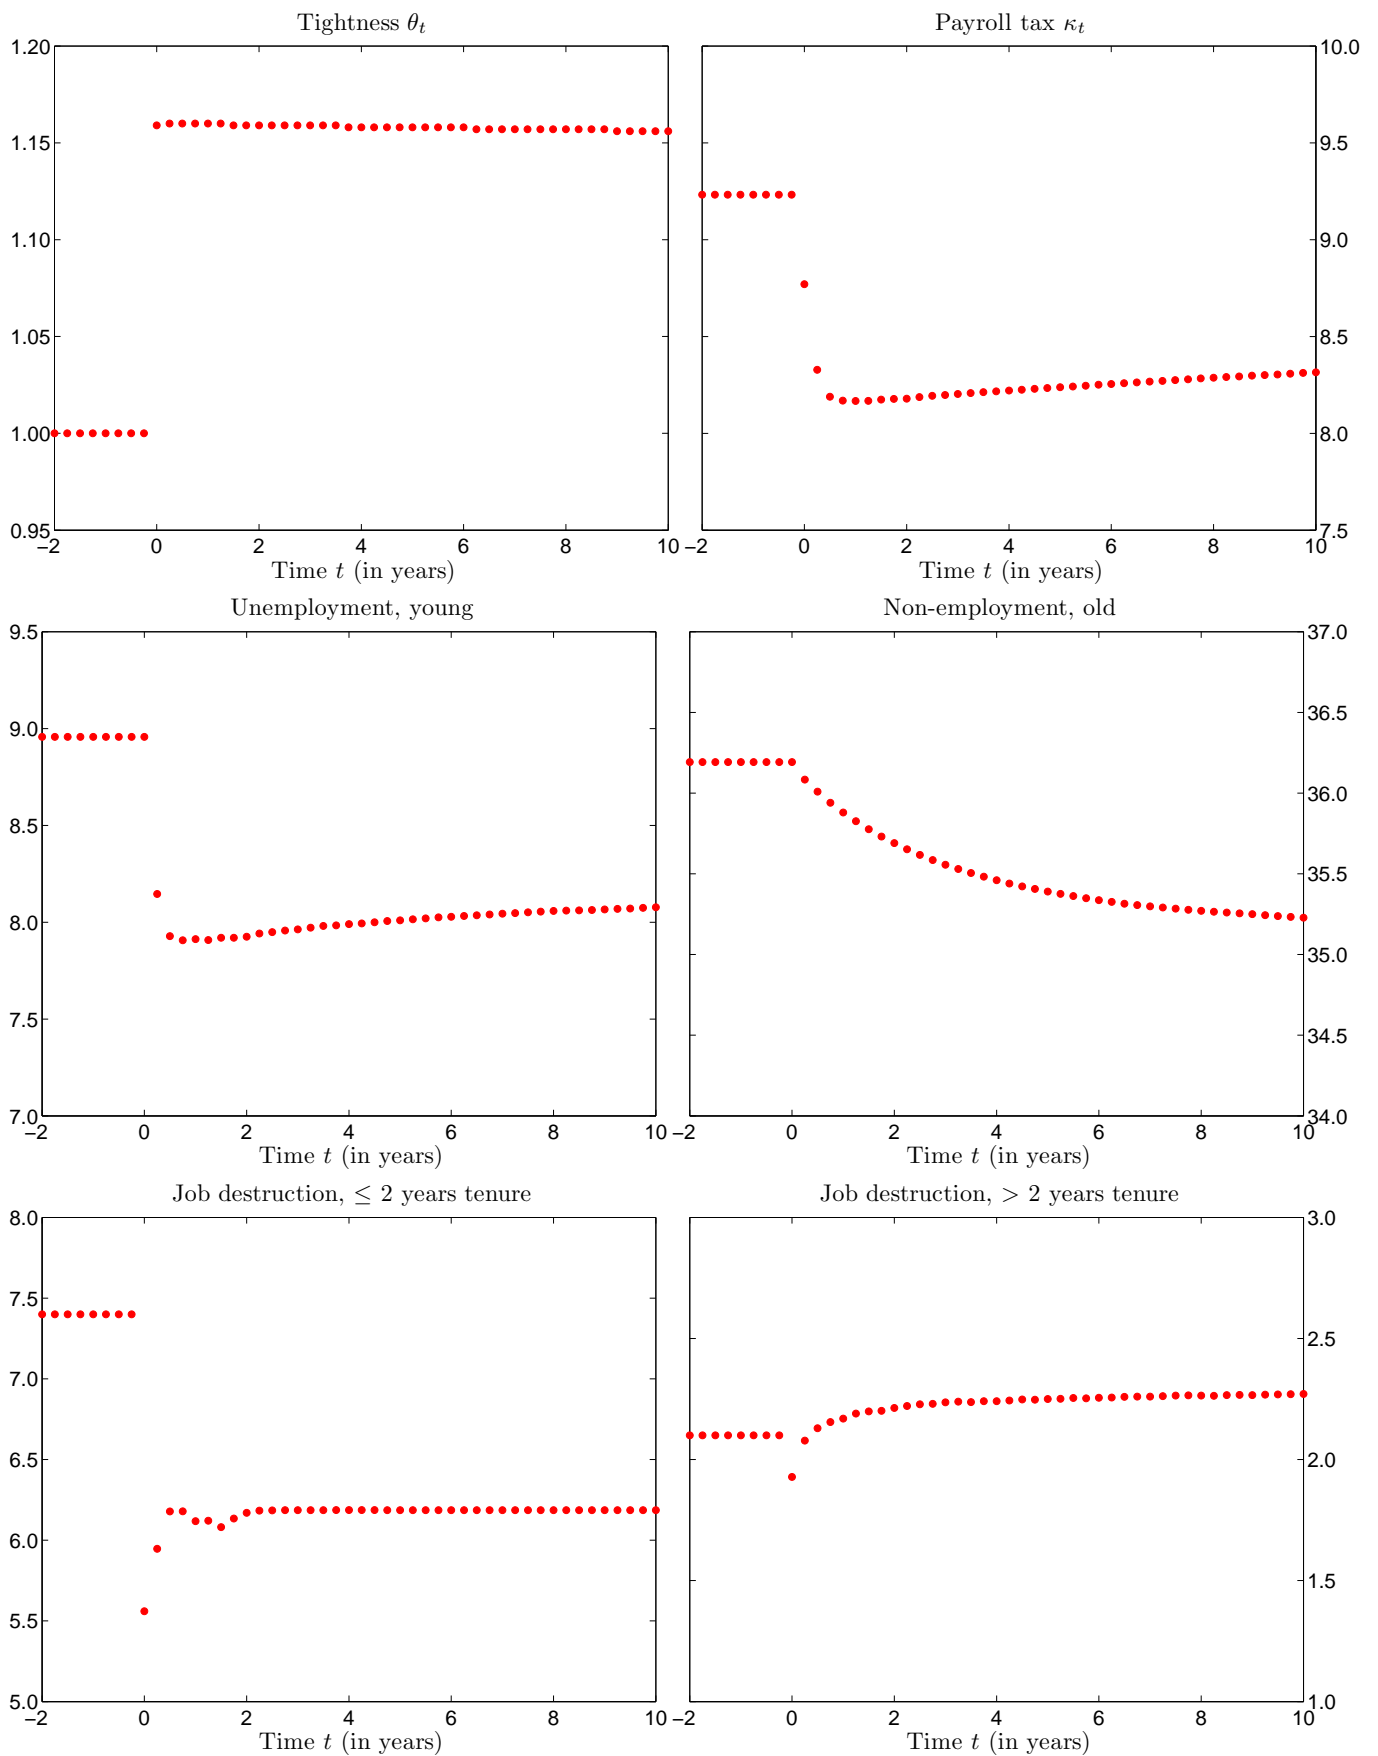 Tightness θt
Payroll tax κt
1.20
1.15
1.10
1.05
1.00
0.95
10.0
9.5
9.0
8.5
8.0
7.5
−2 0 2 4 6 8 10
−2 0 2 4 6 8 10
Time t (in years)
Time t (in years)
Unemployment, young
Non-employment, old
9.5
9.0
8.5
8.0
7.5
7.0
37.0
36.5
36.0
35.5
35.0
34.5
34.0
−2 0 2 4 6 8 10
−2 0 2 4 6 8 10
Time t (in years)
Time t (in years)
Job destruction, ≤ 2 years tenure
Job destruction, > 2 years tenure
8.0
7.5
7.0
6.5
6.0
5.5
5.0
3.0
2.5
2.0
1.5
1.0
−2 0 2 4 6 8 10
−2 0 2 4 6 8 10
Time t (in years)
Time t (in years)